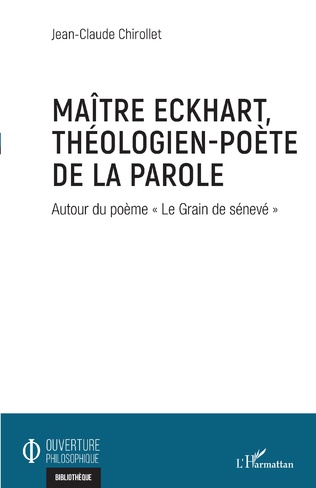 Jean-Claude Chirollet
MAÎTRE ECKHART,
THÉOLOGIEN-POÈTE
DE LA PAROLE
Autour du poème « Le Grain de sénevé »
OUVERTURE
PHILOSOPHIQUE
BIBLIOTHÈQUE
L'Harmattan